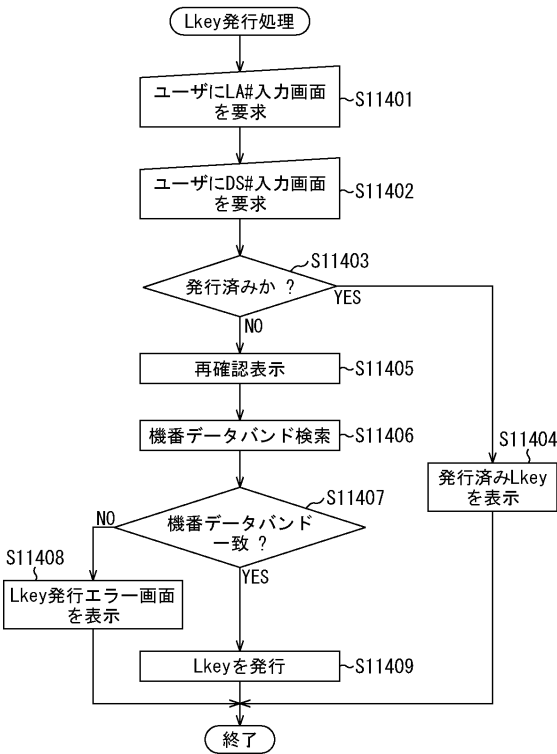 Lkey発行処理
ユーザにLA#入力画面
を要求
S11401
ユーザにDS#入力画面
を要求
S11402
発行済みか ?
S11403
YES
NO
再確認表示
S11405
機番データバンド検索
S11406
S11404
発行済みLkey
を表示
機番データバンド
一致 ?
S11407
NO
YES
S11408
Lkey発行エラー画面
を表示
Lkeyを発行
S11409
終了